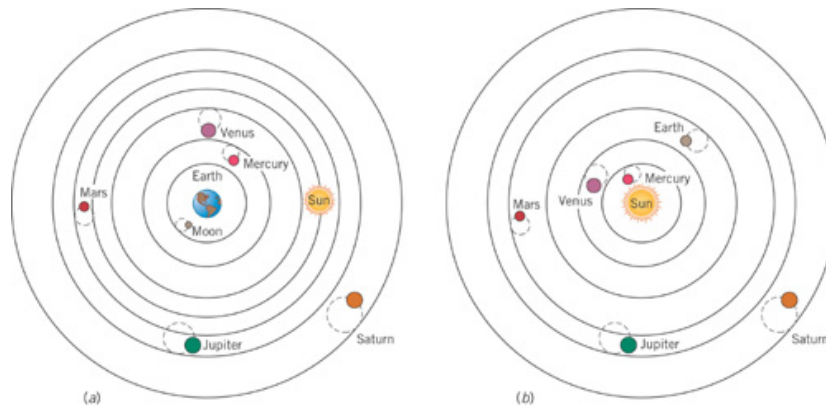 Venus
Mercury
Earth
Mars
Sun
Moon
Jupiter
Saturn
(a)
Earth
Mercury
Venus
Sun
Mars
Jupiter
Saturn
(b)